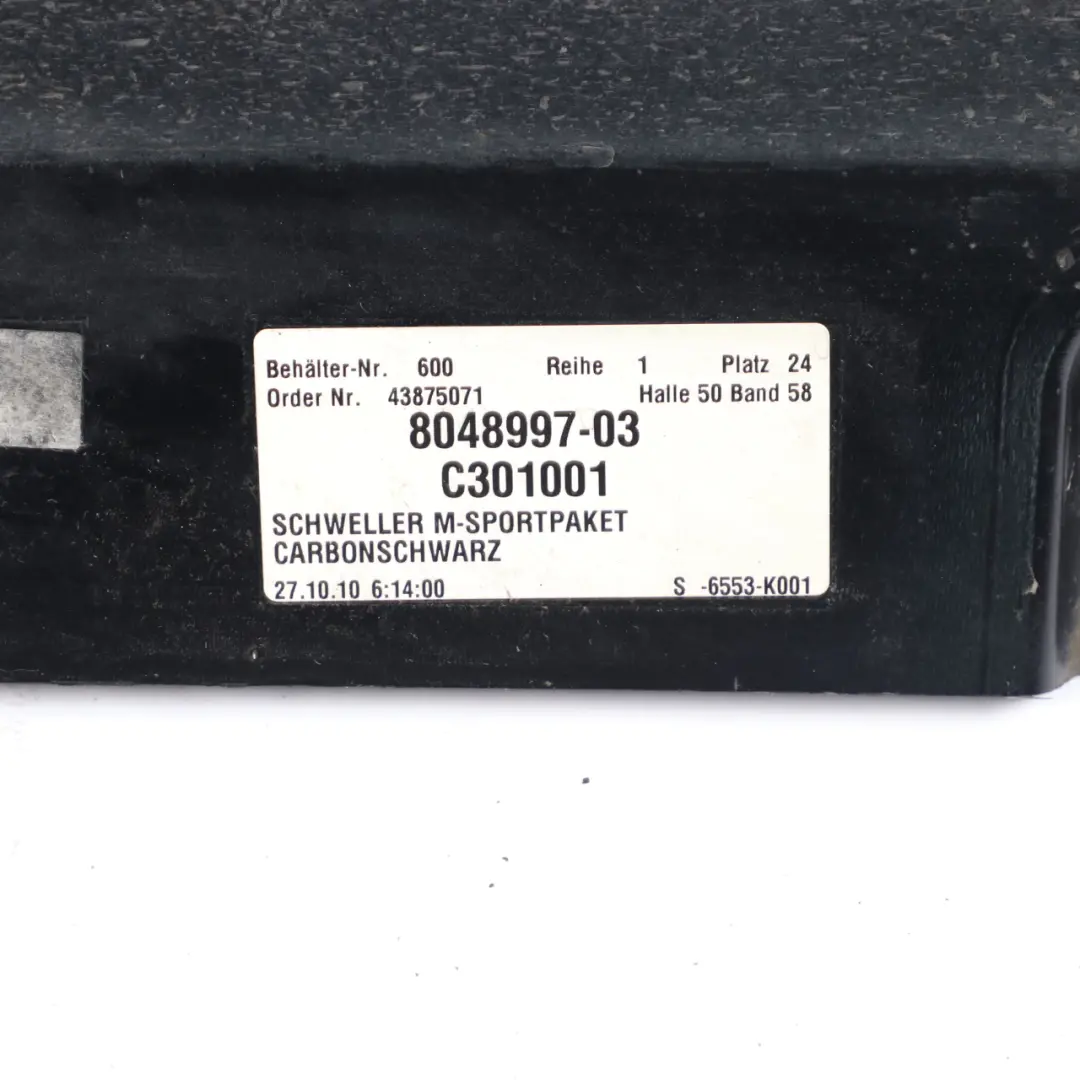 Behälter-Nr. 600 Reihe 1 Platz 24
Order Nr. 43875071 Halle 50 Band 58
8048997-03
C301001
SCHWELLER M-SPORTPAKET
CARBONSCHWARZ
27.10.10 6:14:00 S -6553-K001